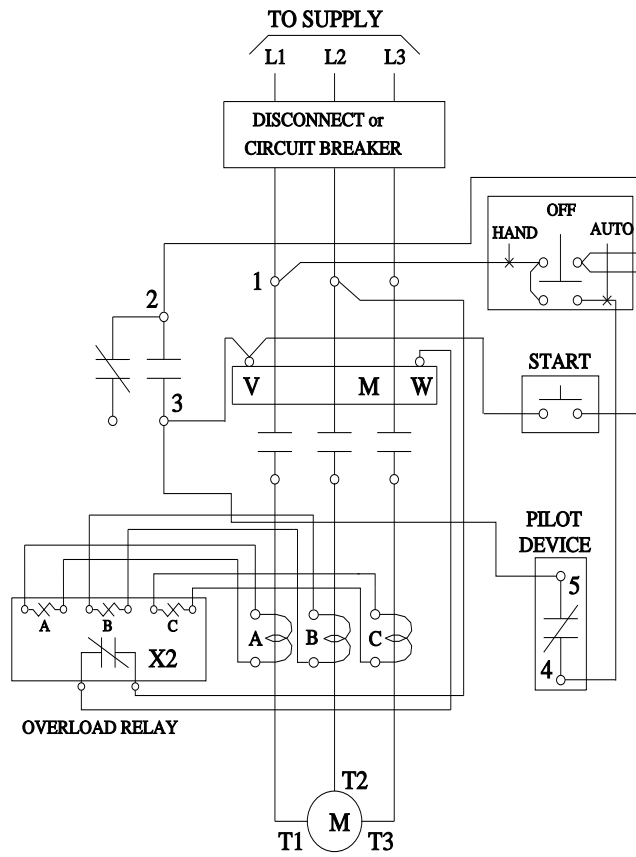 TO SUPPLY
L1 L2 L3
DISCONNECT or
CIRCUIT BREAKER
OFF
HAND AUTO
1
2
START
V M W
3
PILOT
DEVICE
5
A B C
A B C
X2
4
OVERLOAD RELAY
T2
M
T1 T3